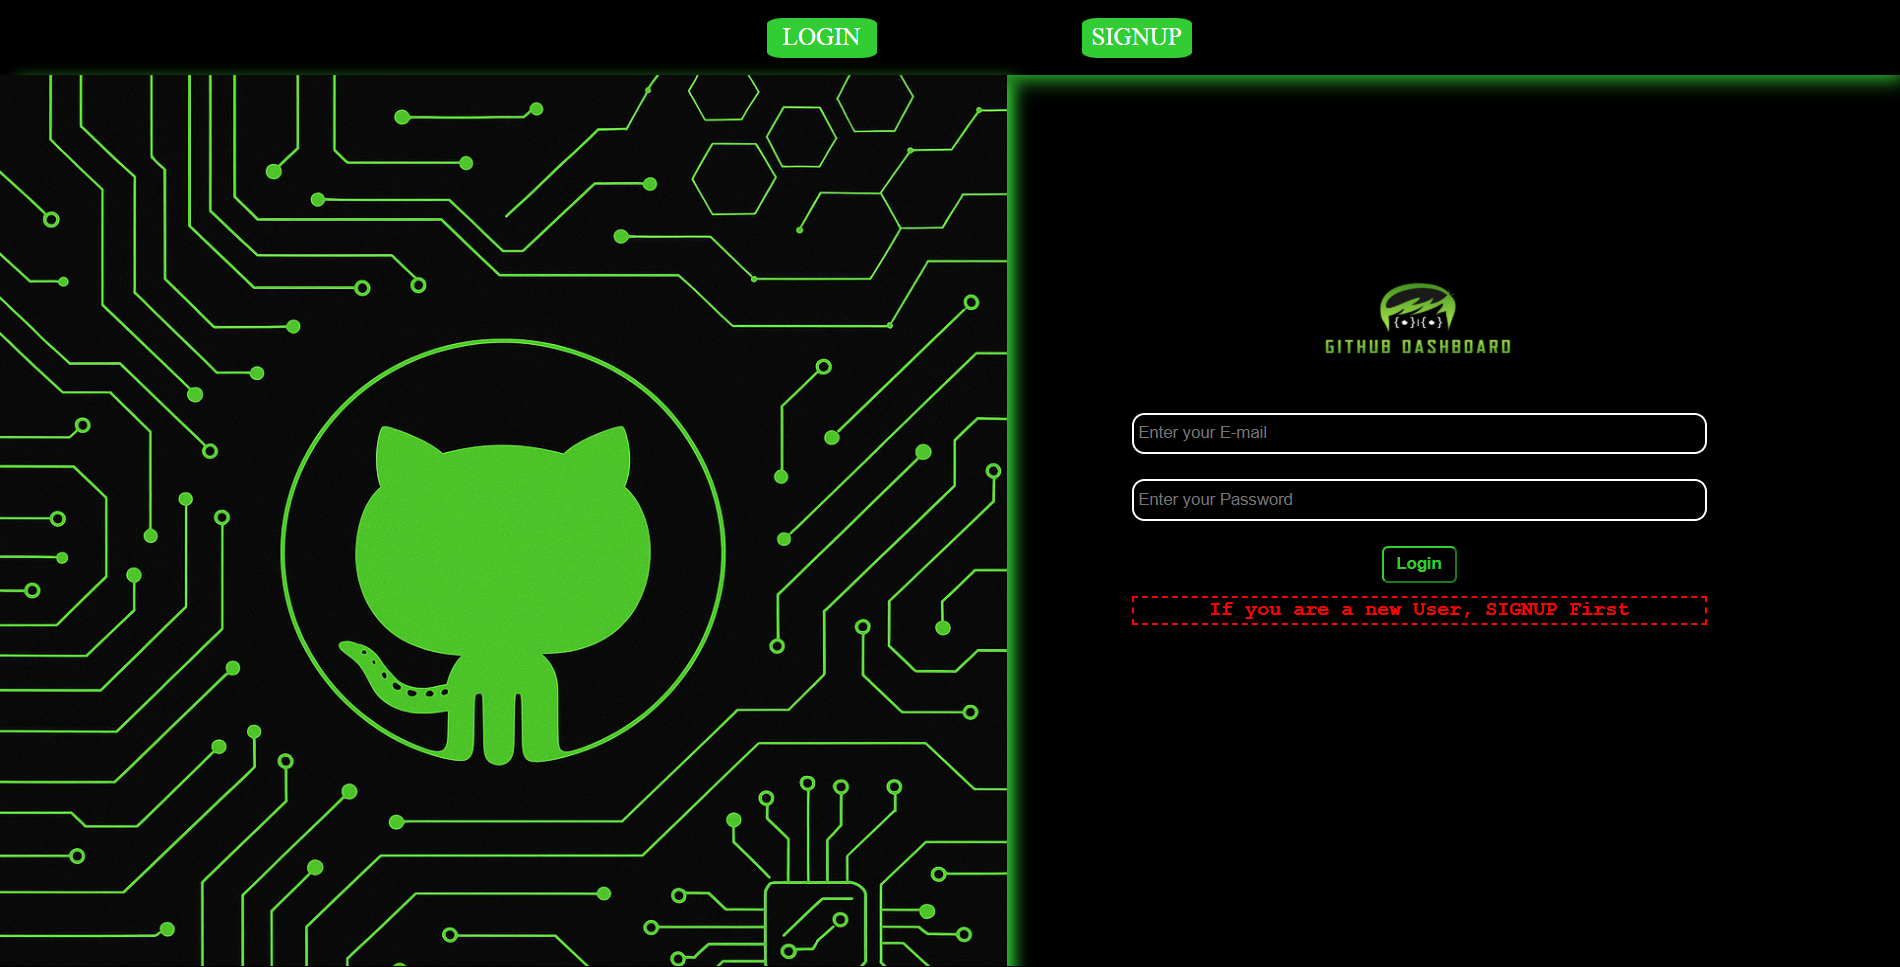 LOGIN
SIGNUP
{●}|{●}
GITHUB DASHBOARD
Enter your E-mail
Enter your Password
Login
If you are a new User, SIGNUP First